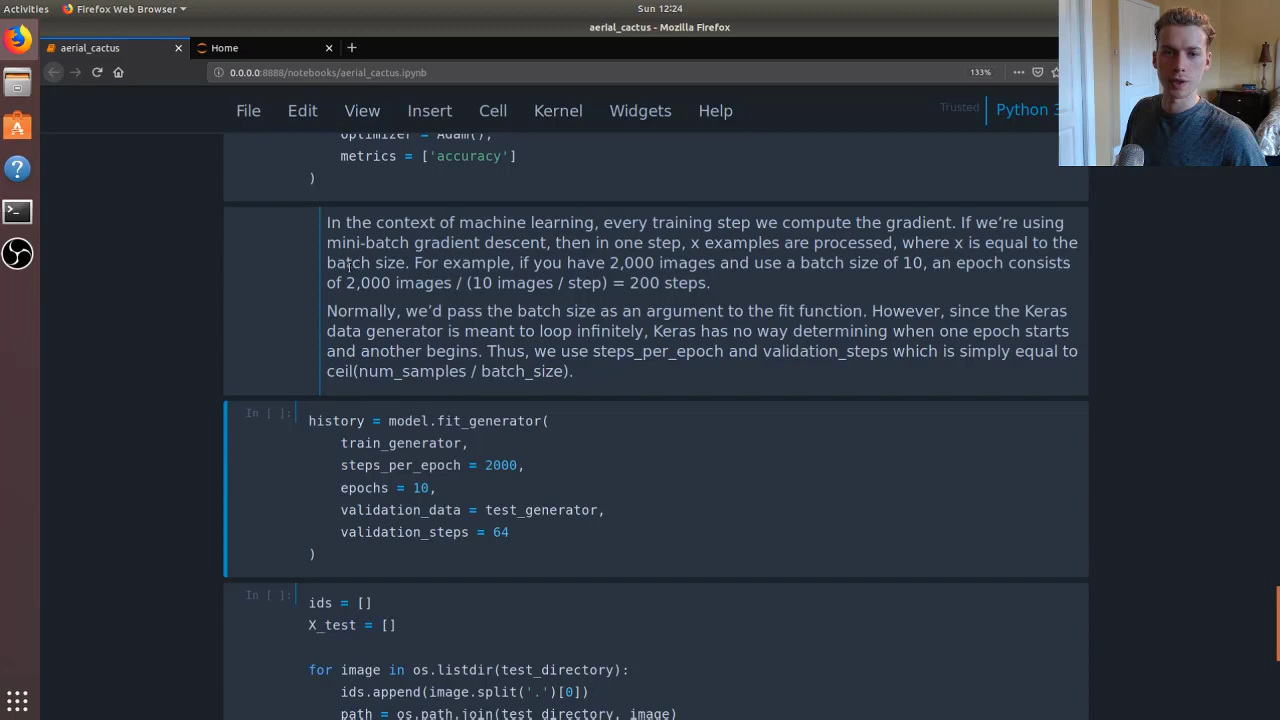 Activities
Firefox Web Browser
Sun 12:24
aerial_cactus - Mozilla Firefox
aerial_cactus
Home
0.0.0.0:8888/notebooks/aerial_cactus.ipynb
133%
File Edit View Insert Cell Kernel Widgets Help
Trusted
Python 3
optimizer = Adam(),
metrics = ['accuracy']
)
In the context of machine learning, every training step we compute the gradient. If we're using
mini-batch gradient descent, then in one step, x examples are processed, where x is equal to the
batch size. For example, if you have 2,000 images and use a batch size of 10, an epoch consists
of 2,000 images / (10 images / step) = 200 steps.
Normally, we'd pass the batch size as an argument to the fit function. However, since the Keras
data generator is meant to loop infinitely, Keras has no way determining when one epoch starts
and another begins. Thus, we use steps_per_epoch and validation_steps which is simply equal to
ceil(num_samples / batch_size).
In [ ]:
history = model.fit_generator(
train_generator,
steps_per_epoch = 2000,
epochs = 10,
validation_data = test_generator,
validation_steps = 64
)
In [ ]:
ids = []
X_test = []
for image in os.listdir(test_directory):
ids.append(image.split('.')[0])
path = os.path.join(test_directory, image)